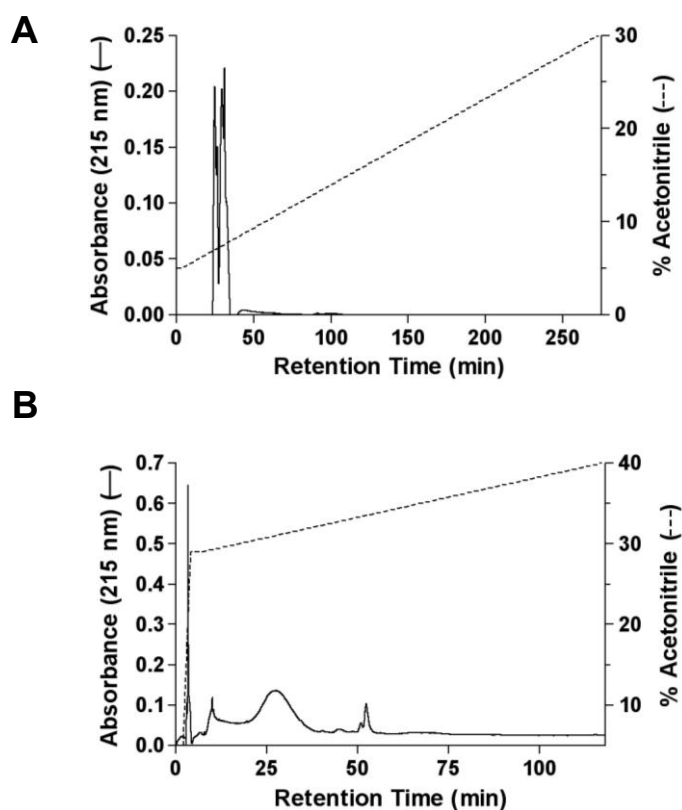 A
Absorbance (215 nm) (—)
0.25
0.20
0.15
0.10
0.05
0.00
0 50 100 150 200 250
Retention Time (min)
30
20
10
0
% Acetonitrile (---)
B
Absorbance (215 nm) (—)
0.7
0.6
0.5
0.4
0.3
0.2
0.1
0.0
0 25 50 75 100
Retention Time (min)
40
30
20
10
% Acetonitrile (---)